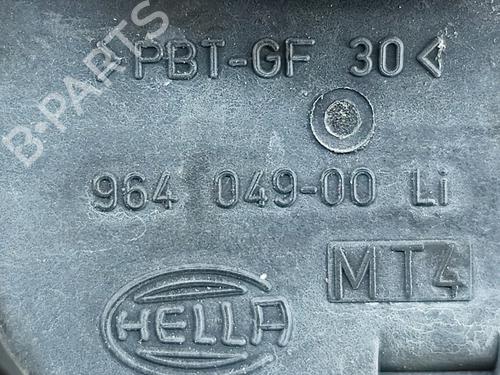 PBT-GF 30<
964 049-00 Li
MT4
HELLA
B-PARTS